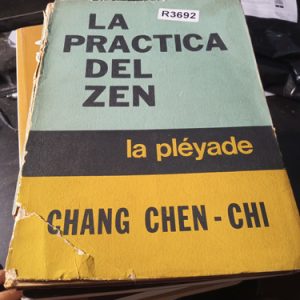 R3692
LA
PRACTICA
DEL
ZEN
la pléyade
CHANG CHEN-CHI